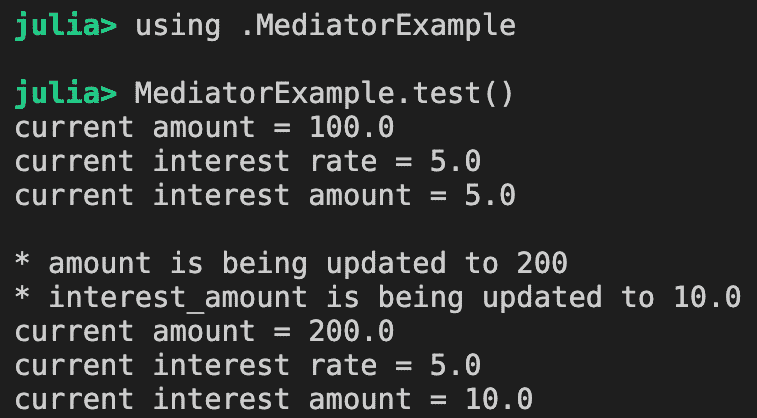 julia> using .MediatorExample
julia> MediatorExample.test()
current amount = 100.0
current interest rate = 5.0
current interest amount = 5.0
* amount is being updated to 200
* interest_amount is being updated to 10.0
current amount = 200.0
current interest rate = 5.0
current interest amount = 10.0